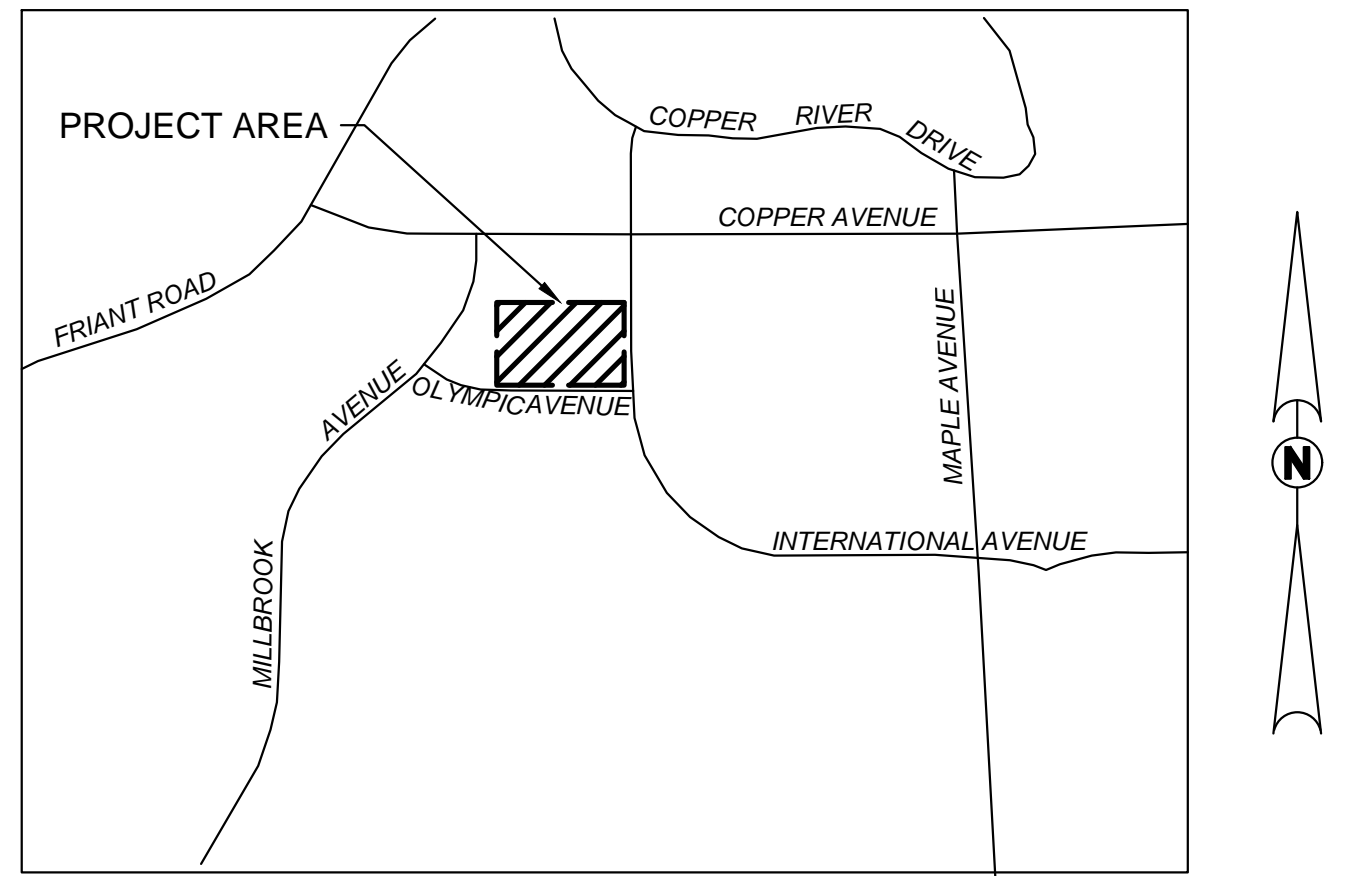 PROJECT AREA
COPPER RIVER DRIVE
COPPER AVENUE
FRIANT ROAD
MAPLE AVENUE
OLYMPICAVENUE
MILLBROOK AVENUE
INTERNATIONAL AVENUE
N